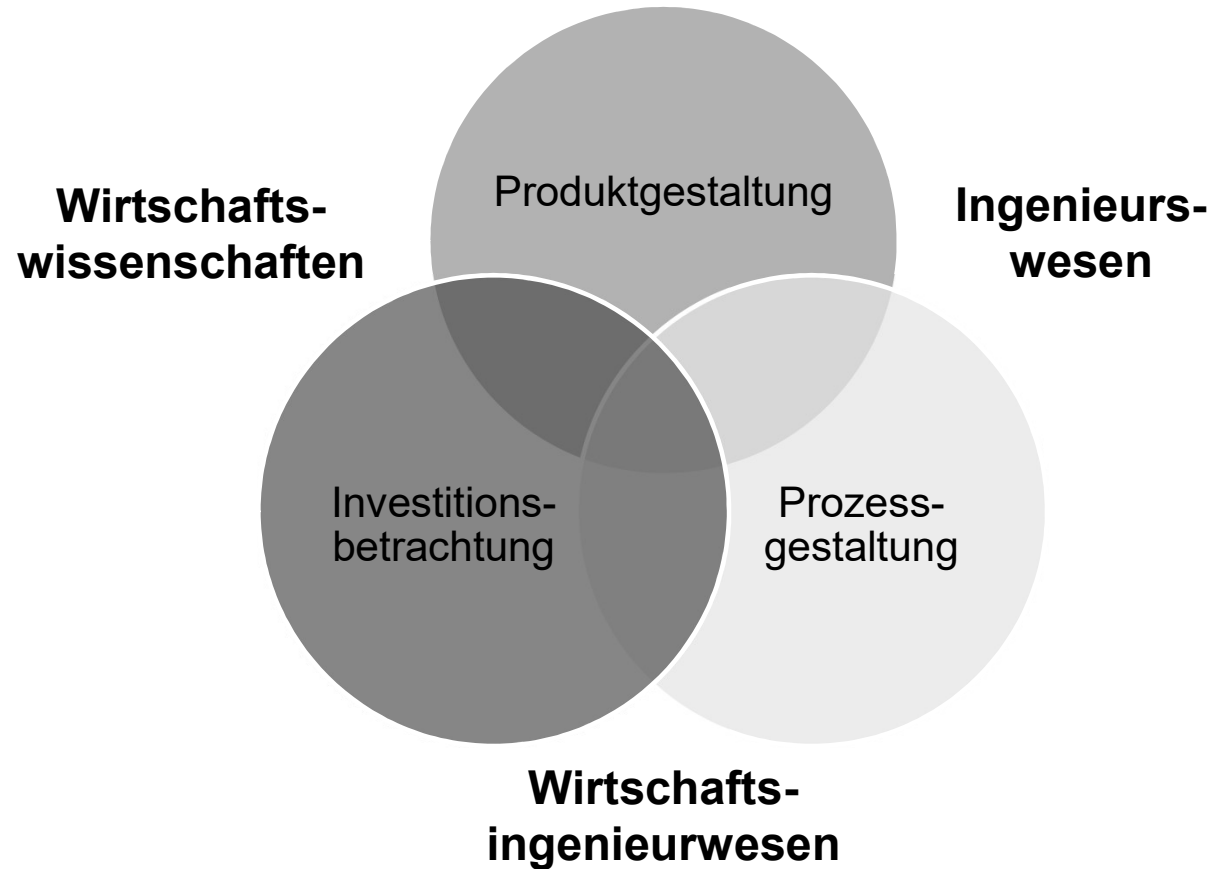 Produktgestaltung
Wirtschafts-
wissenschaften
Ingenieurs-
wesen
Investitions-
betrachtung
Prozess-
gestaltung
Wirtschafts-
ingenieurwesen